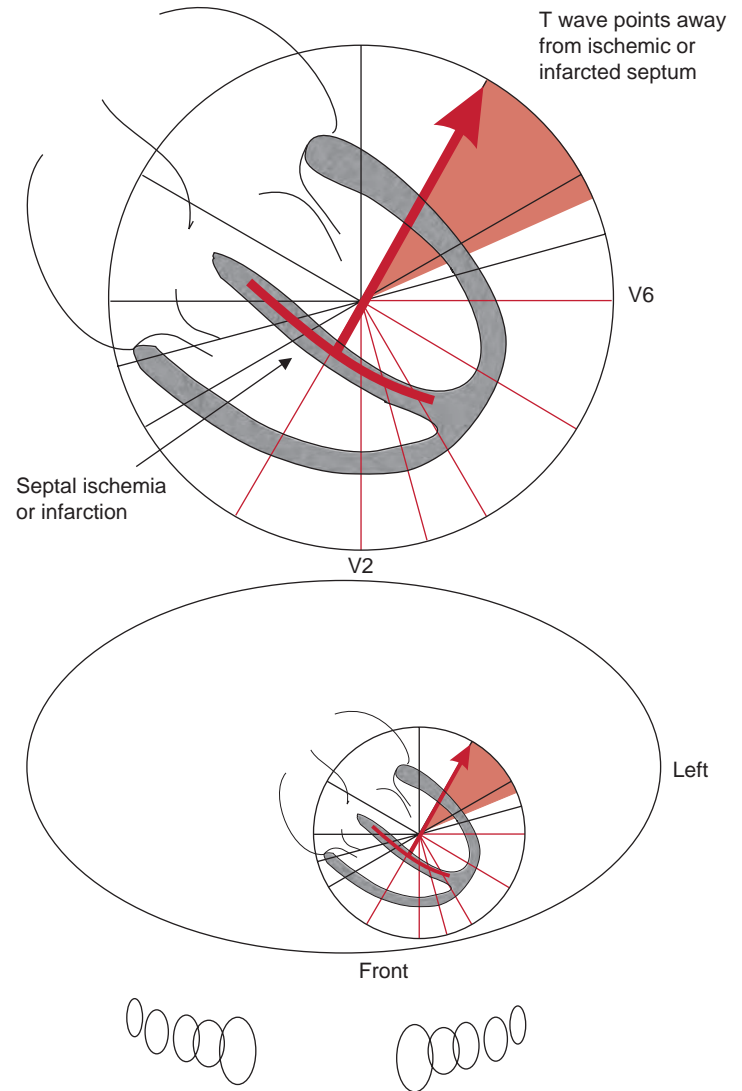 T wave points away
from ischemic or
infarcted septum
V6
Septal ischemia
or infarction
V2
Left
Front